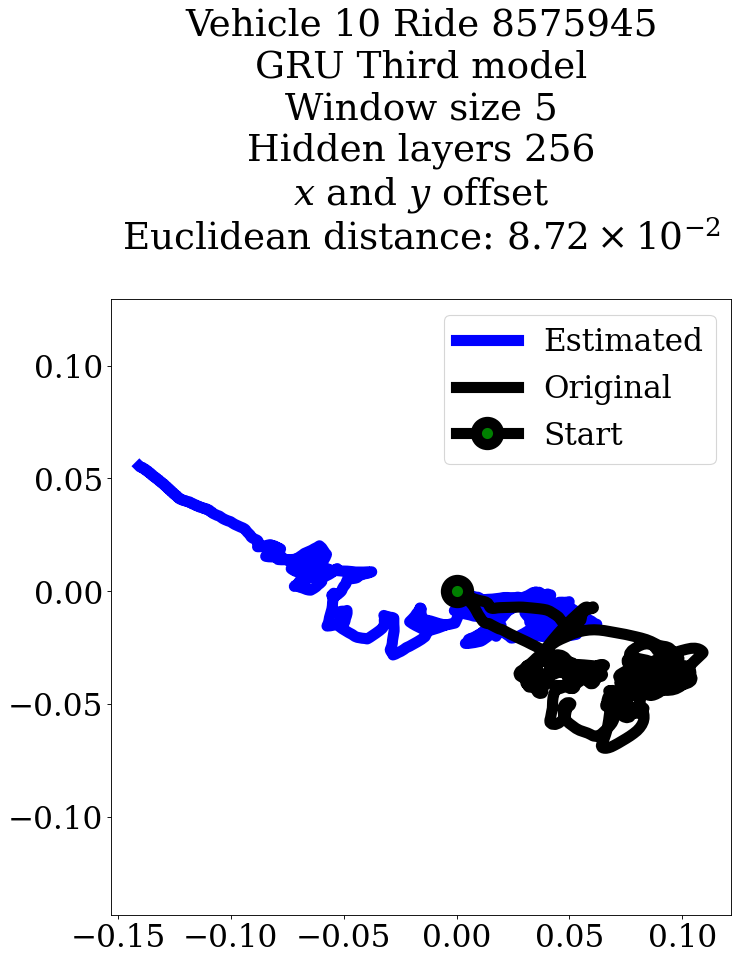 Vehicle 10 Ride 8575945
GRU Third model
Window size 5
Hidden layers 256
x and y offset
Euclidean distance: 8.72 × 10⁻²
Estimated
Original
Start
0.10
0.05
0.00
−0.05
−0.10
−0.15 −0.10 −0.05 0.00 0.05 0.10